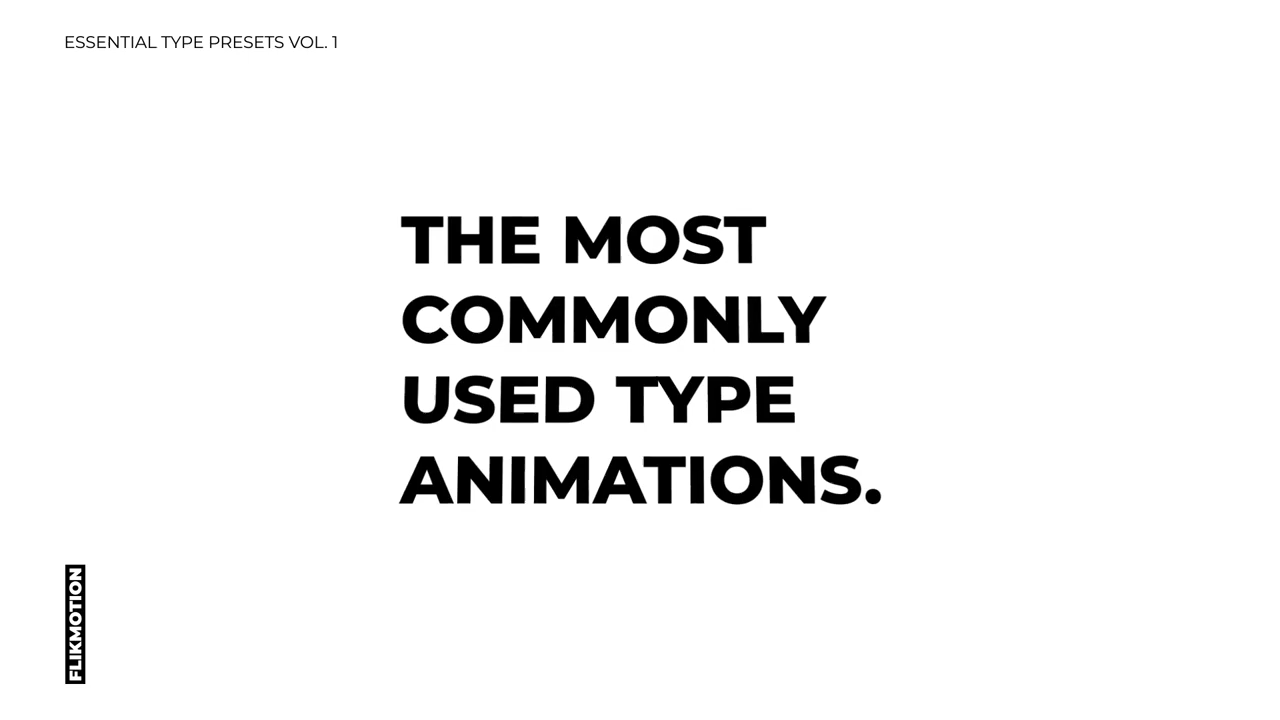 ESSENTIAL TYPE PRESETS VOL. 1
THE MOST
COMMONLY
USED TYPE
ANIMATIONS.
FLIKMOTION